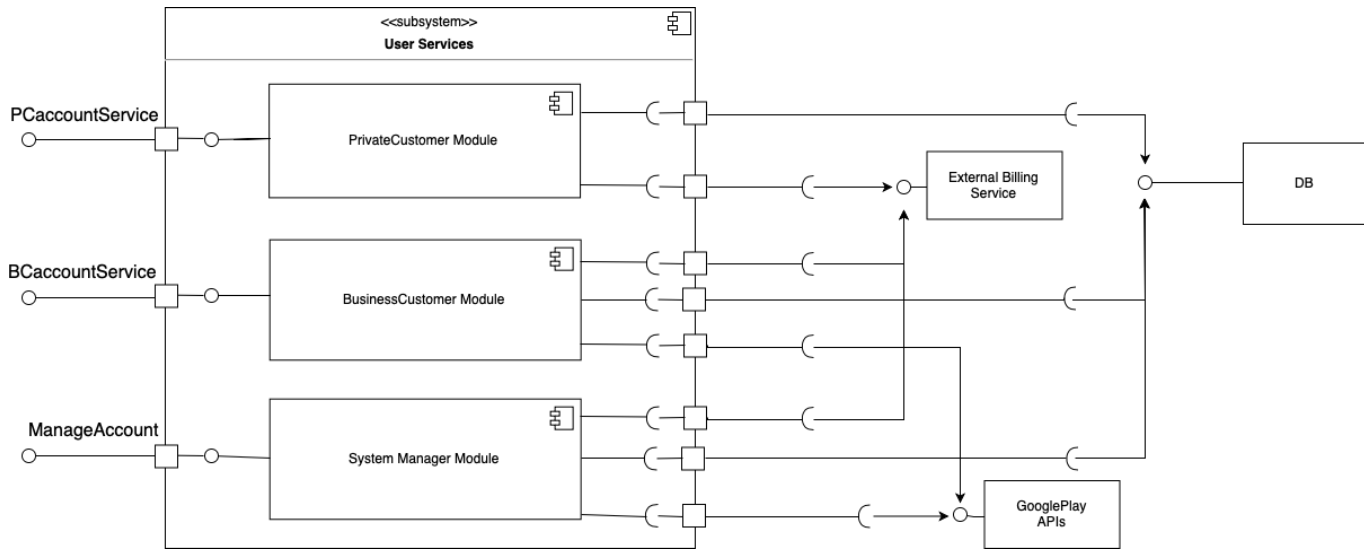 <<subsystem>>
User Services
PCaccountService
PrivateCustomer Module
External Billing
Service
DB
BCaccountService
BusinessCustomer Module
ManageAccount
System Manager Module
GooglePlay
APIs